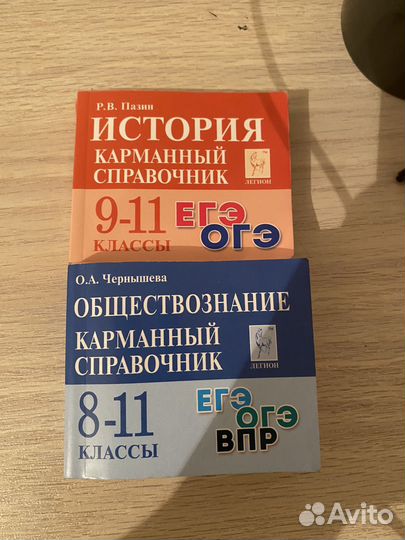 Р.В. Пазин
ИСТОРИЯ
КАРМАННЫЙ
СПРАВОЧНИК
ЛЕГИОН
9-11 ЕГЭ
КЛАССЫ ОГЭ
О.А. Чернышева
ОБЩЕСТВОЗНАНИЕ
КАРМАННЫЙ
СПРАВОЧНИК
ЛЕГИОН
8-11 ЕГЭ
ОГЭ
КЛАССЫ ВПР
Avito